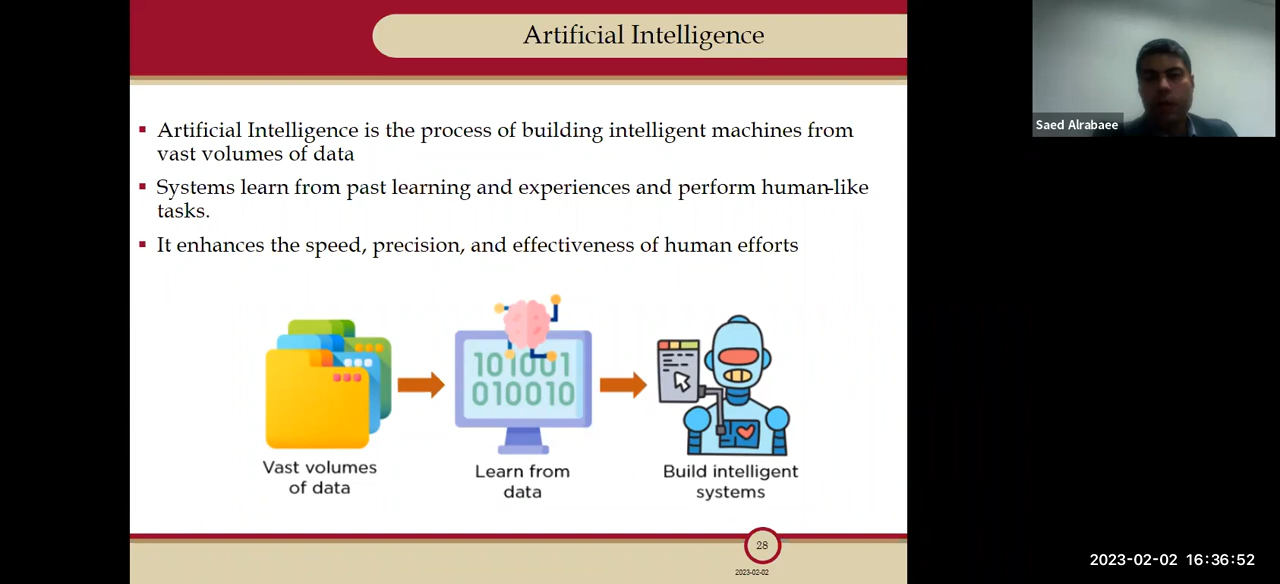 Artificial Intelligence
Saed Alrabaee
▪ Artificial Intelligence is the process of building intelligent machines from
vast volumes of data
▪ Systems learn from past learning and experiences and perform human-like
tasks.
▪ It enhances the speed, precision, and effectiveness of human efforts
101001
010010
Vast volumes
of data
Learn from
data
Build intelligent
systems
28
2023-02-02
2023-02-02 16:36:52